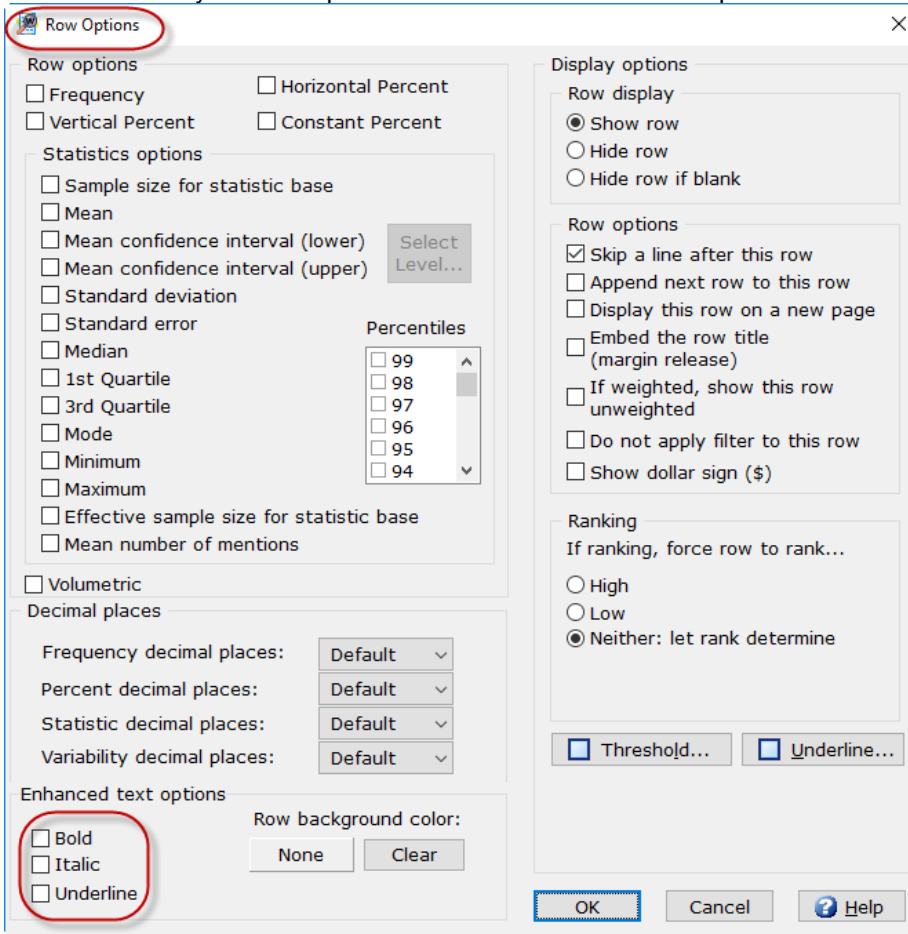 Row Options
Row options
Frequency
Horizontal Percent
Vertical Percent
Constant Percent
Statistics options
Sample size for statistic base
Mean
Mean confidence interval (lower)
Mean confidence interval (upper)
Select
Level...
Standard deviation
Standard error
Median
1st Quartile
3rd Quartile
Mode
Minimum
Maximum
Percentiles
99
98
97
96
95
94
Effective sample size for statistic base
Mean number of mentions
Volumetric
Decimal places
Frequency decimal places: Default
Percent decimal places: Default
Statistic decimal places: Default
Variability decimal places: Default
Enhanced text options
Bold
Italic
Underline
Row background color:
None
Clear
Display options
Row display
Show row
Hide row
Hide row if blank
Row options
Skip a line after this row
Append next row to this row
Display this row on a new page
Embed the row title
(margin release)
If weighted, show this row
unweighted
Do not apply filter to this row
Show dollar sign ($)
Ranking
If ranking, force row to rank...
High
Low
Neither: let rank determine
Threshold...
Underline...
OK
Cancel
Help